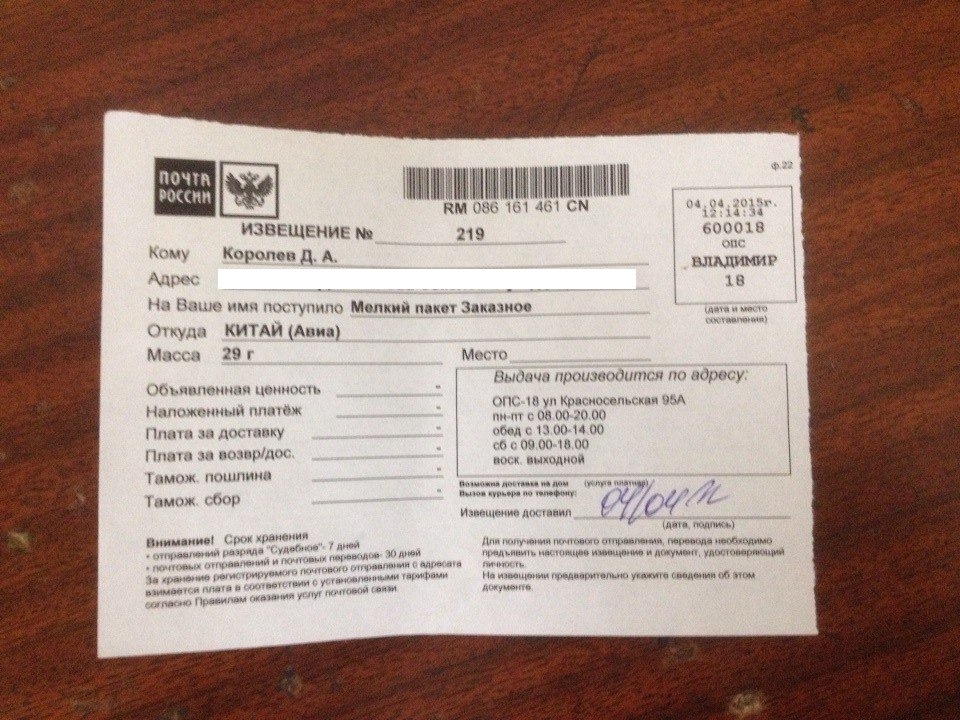 ф.22
ПОЧТА
РОССИИ
RM 086 161 461 CN
ИЗВЕЩЕНИЕ № 219
04.04.2015г.
12:14:34
600018
ОПС
ВЛАДИМИР
18
(дата и место
составления)
Кому Королев Д. А.
Адрес
На Ваше имя поступило Мелкий пакет Заказное
Откуда КИТАЙ (Авиа)
Масса 29 г
Место
Объявленная ценность -
Наложенный платёж -
Плата за доставку -
Плата за возвр/дос. -
Тамож. пошлина -
Тамож. сбор -
Выдача производится по адресу:
ОПС-18 ул Красносельская 95А
пн-пт с 08.00-20.00
обед с 13.00-14.00
сб с 09.00-18.00
воск. выходной
Возможна доставка на дом (услуга платная)
Вызов курьера по телефону:
Извещение доставил 04/04
(дата, подпись)
Внимание! Срок хранения
• отправлений разряда "Судебное"- 7 дней
• почтовых отправлений и почтовых переводов- 30 дней
За хранение регистрируемого почтового отправления с адресата
взимается плата в соответствии с установленными тарифами
согласно Правилам оказания услуг почтовой связи.
Для получения почтового отправления, перевода необходимо
предъявить настоящее извещение и документ, удостоверяющий
личность.
На извещении предварительно укажите сведения об этом
документе.